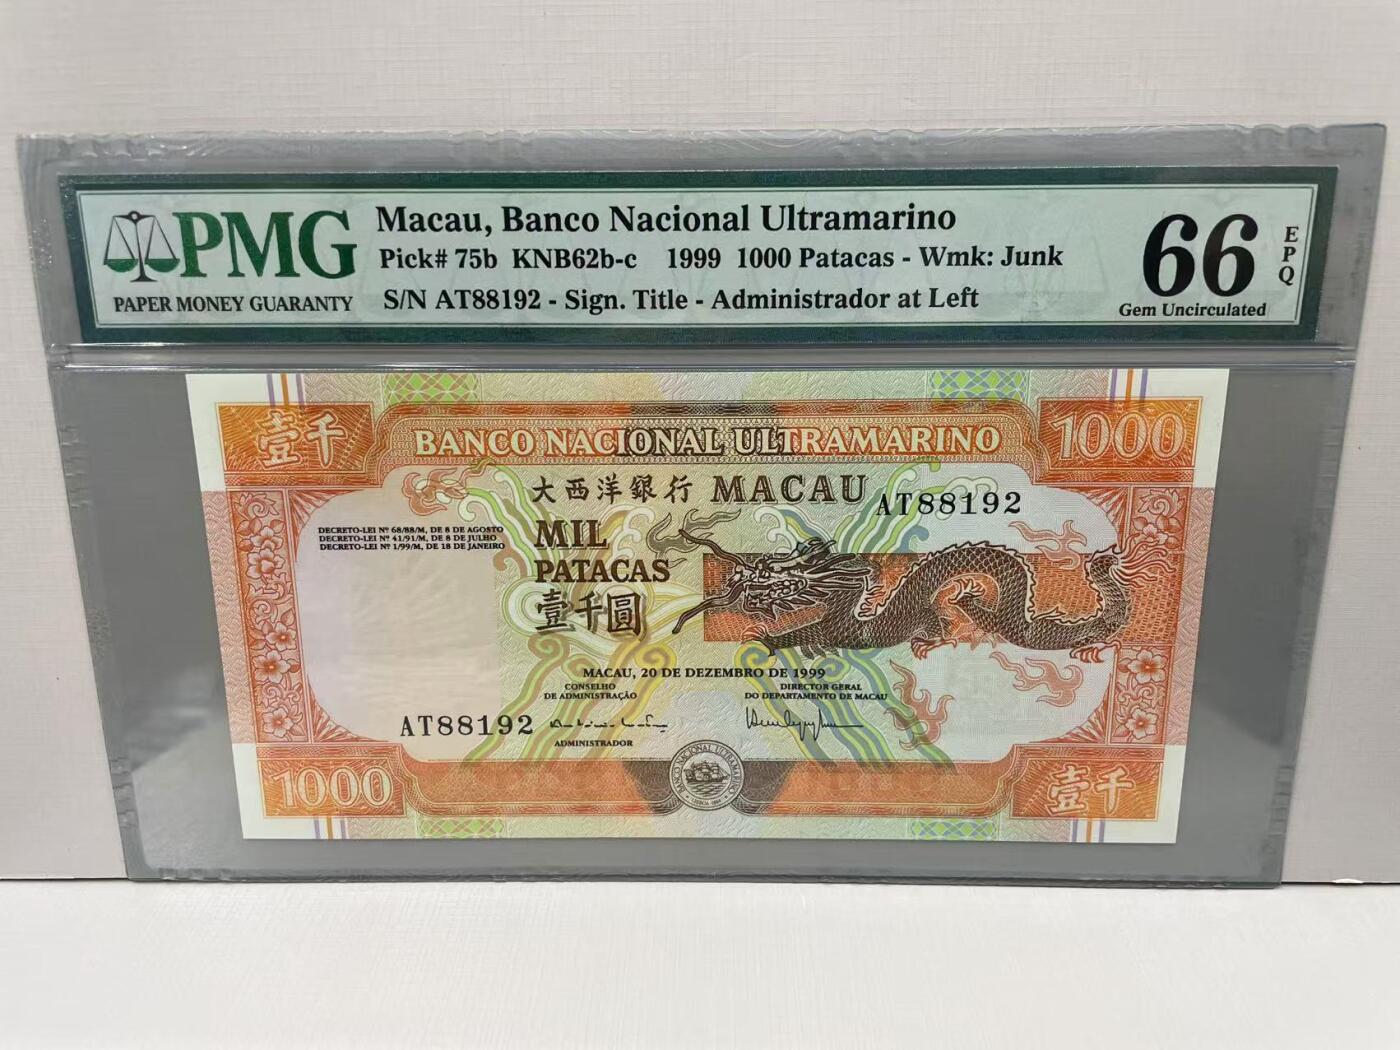 PMG
PAPER MONEY GUARANTY
Macau, Banco Nacional Ultramarino
Pick# 75b KNB62b-c 1999 1000 Patacas - Wmk: Junk
S/N AT88192 - Sign. Title - Administrador at Left
66
EPQ
Gem Uncirculated
壹千
BANCO NACIONAL ULTRAMARINO
1000
大西洋銀行 MACAU
AT88192
DECRETO-LEI Nº 68/88/M, DE 8 DE AGOSTO
DECRETO-LEI Nº 41/91/M, DE 8 DE JULHO
DECRETO-LEI Nº 1/99/M, DE 18 DE JANEIRO
MIL
PATACAS
壹千圓
MACAU, 20 DE DEZEMBRO DE 1999
CONSELHO
DE ADMINISTRAÇÃO
DIRECTOR GERAL
DO DEPARTAMENTO DE MACAU
AT88192
ADMINISTRADOR
BANCO NACIONAL ULTRAMARINO
LISBOA 1864
1000
壹千